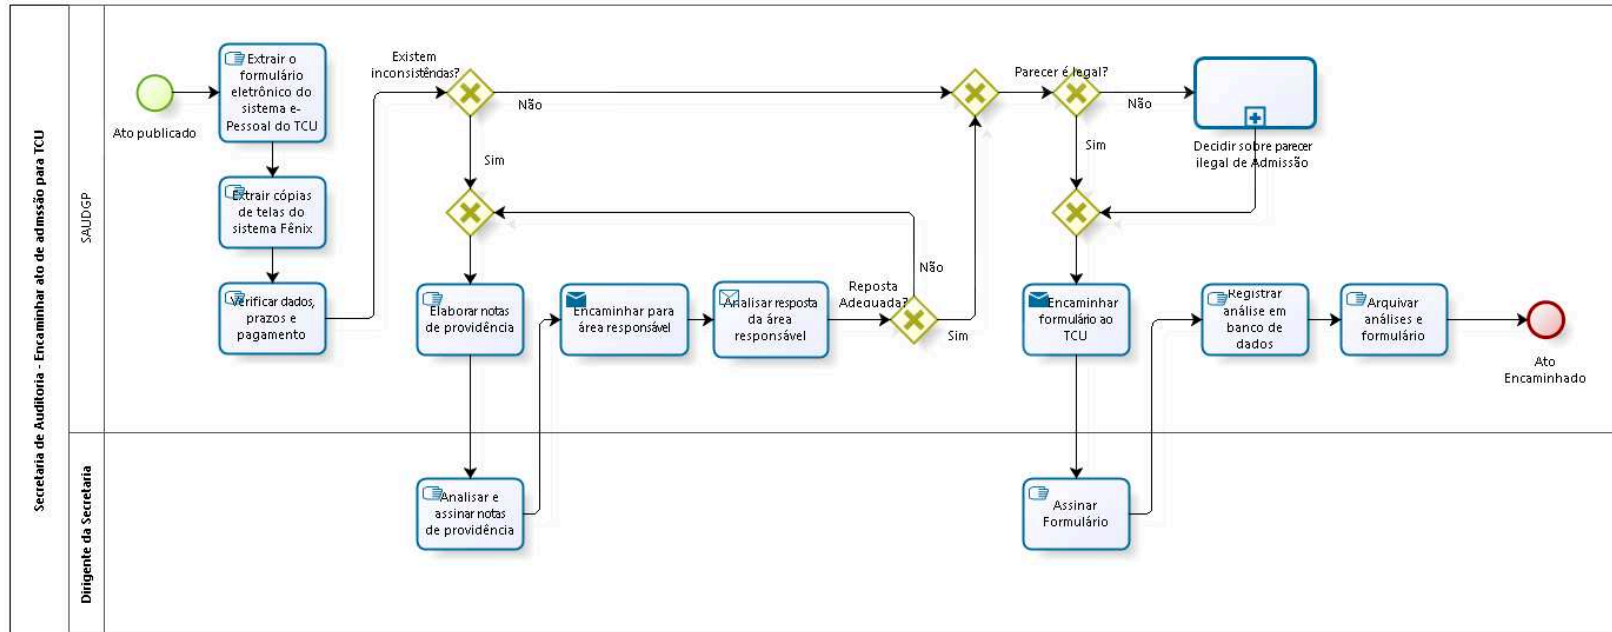 Secretaria de Auditoria - Encaminhar ato de admssão para TCU
SAUDGP
Dirigente da Secretaria
Ato publicado
Extrair o
formulário
eletrônico do
sistema e-
Pessoal do TCU
Extrair cópias
de telas do
sistema Fênix
Verificar dados,
prazos e
pagamento
Existem
inconsistências?
Não
Sim
Elaborar notas
de providência
Analisar e
assinar notas
de providência
Encaminhar para
área responsável
Analisar resposta
da área
responsável
Reposta
Adequada?
Não
Sim
Parecer é legal?
Não
Sim
Decidir sobre parecer
ilegal de Admissão
Encaminhar
formulário ao
TCU
Assinar
Formulário
Registrar
análise em
banco de
dados
Arquivar
análises e
formulário
Ato
Encaminhado